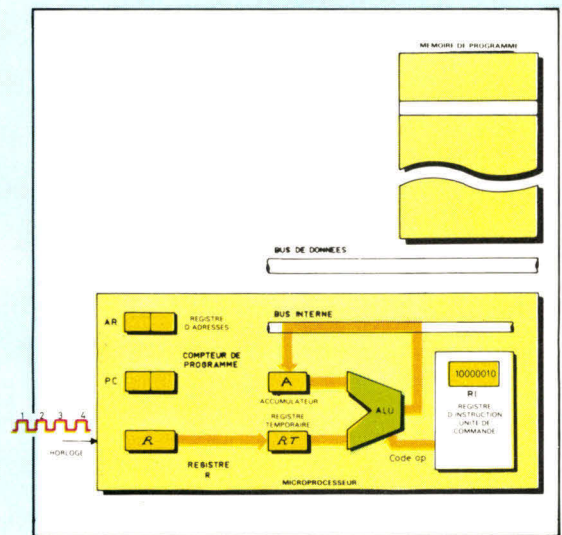 MEMOIRE DE PROGRAMME
BUS DE DONNEES
AR
REGISTRE
D'ADRESSES
BUS INTERNE
COMPTEUR DE
PROGRAMME
PC
A
ACCUMULATEUR
ALU
10000010
RI
REGISTRE
D'INSTRUCTION
UNITE DE
COMMANDE
1 2 3 4
HORLOGE
R
REGISTRE
TEMPORAIRE
RT
REGISTRE
R
Code op
MICROPROCESSEUR